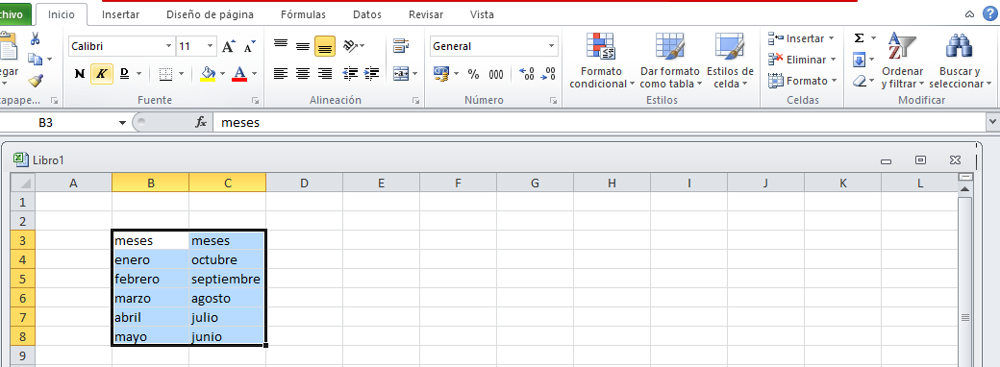 chivo Inicio Insertar Diseño de página Fórmulas Datos Revisar Vista
Calibri 11 General Insertar
Eliminar
N K D % 000 Formato
Formato condicional Dar formato como tabla Estilos de celda Ordenar y filtrar Buscar y seleccionar
egar
tapape... Fuente Alineación Número Estilos Celdas Modificar
B3 fx meses
Libro1
A B C D E F G H I J K L
1
2
3 meses meses
4 enero octubre
5 febrero septiembre
6 marzo agosto
7 abril julio
8 mayo junio
9